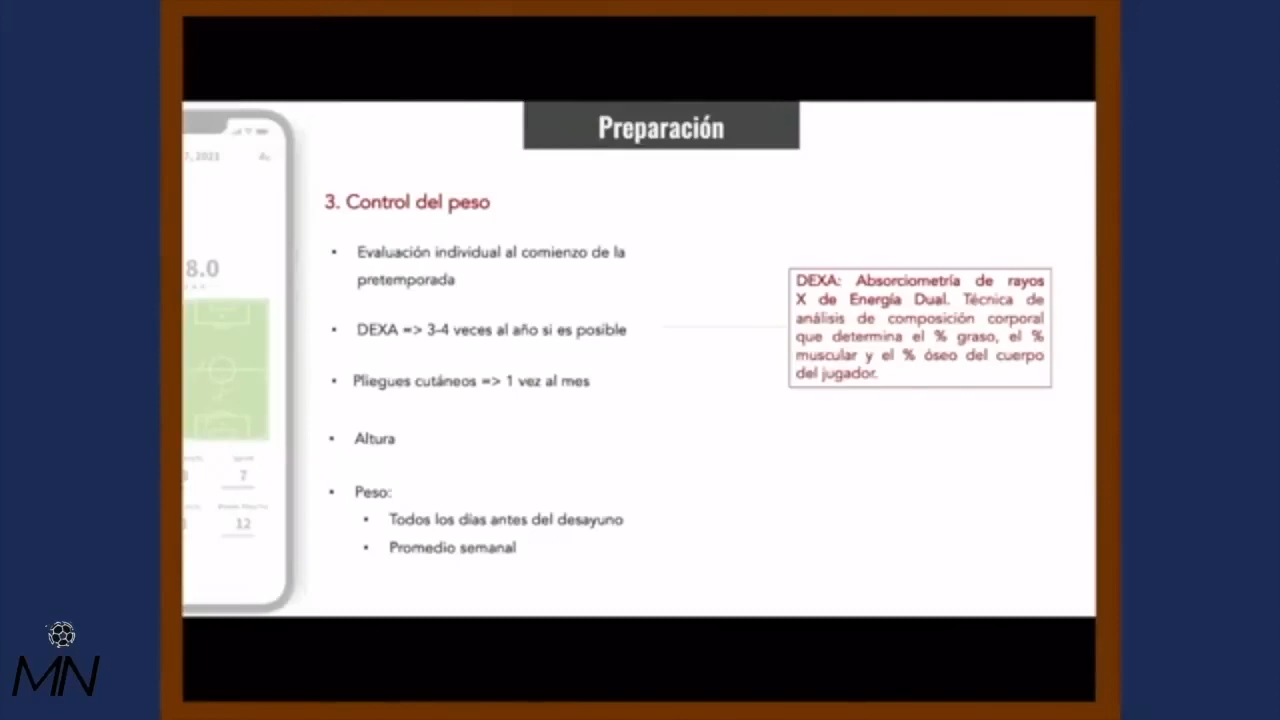 Preparación
7, 2021
8.0
7
12
3. Control del peso
• Evaluación individual al comienzo de la
pretemporada
• DEXA => 3-4 veces al año si es posible
• Pliegues cutáneos => 1 vez al mes
• Altura
• Peso:
• Todos los días antes del desayuno
• Promedio semanal
DEXA: Absorciometría de rayos
X de Energía Dual. Técnica de
análisis de composición corporal
que determina el % graso, el %
muscular y el % óseo del cuerpo
del jugador.
MN